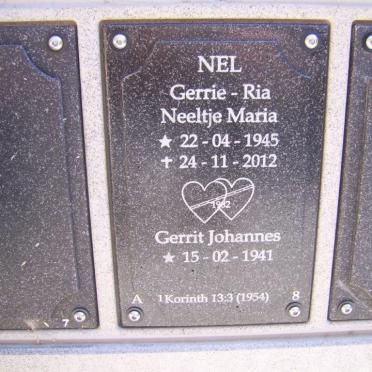 NEL
Gerrie - Ria
Neeltje Maria
★ 22 - 04 - 1945
✝ 24 - 11 - 2012
Gerrit Johannes
★ 15 - 02 - 1941
A 1 Korinth 13:3 (1954) 8
7